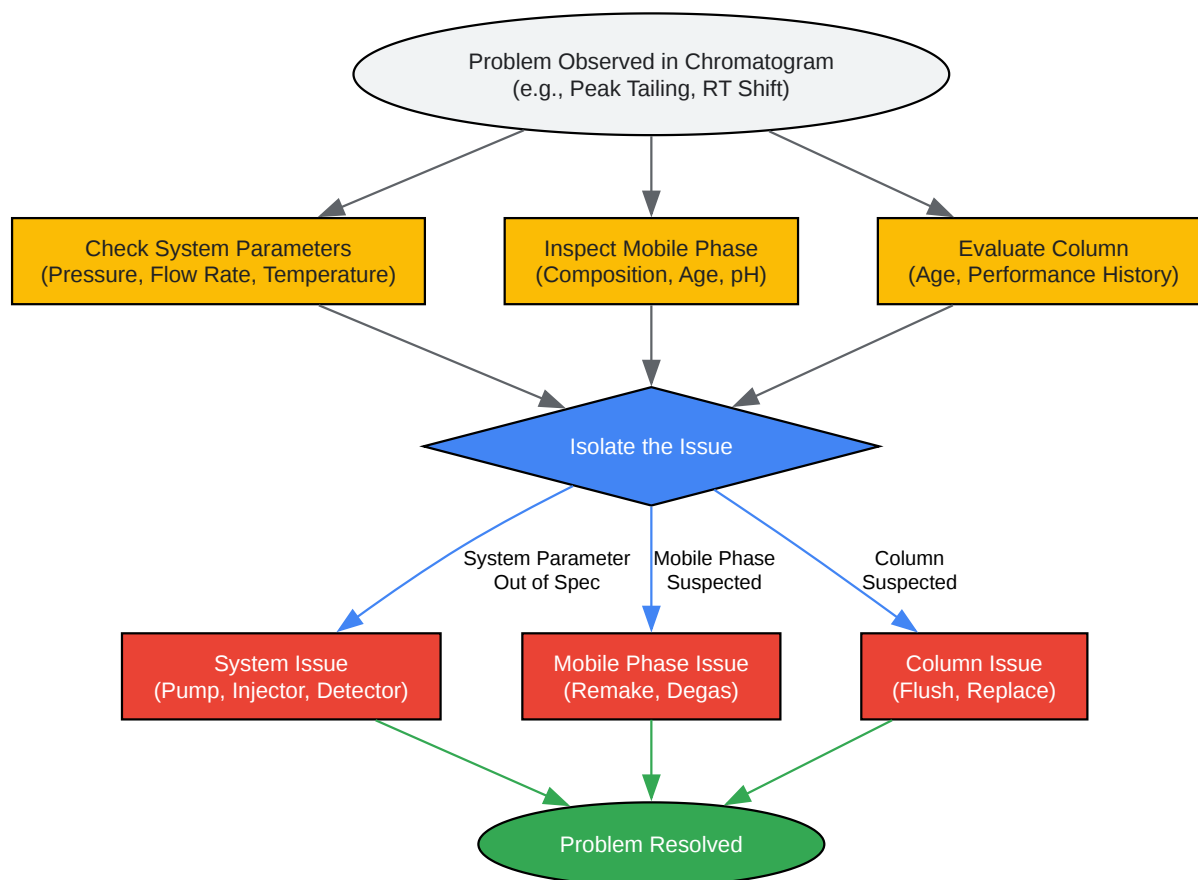 Problem Observed in Chromatogram
(e.g., Peak Tailing, RT Shift)
Check System Parameters
(Pressure, Flow Rate, Temperature)
Inspect Mobile Phase
(Composition, Age, pH)
Evaluate Column
(Age, Performance History)
Isolate the Issue
System Parameter
Out of Spec
Mobile Phase
Suspected
Column
Suspected
System Issue
(Pump, Injector, Detector)
Mobile Phase Issue
(Remake, Degas)
Column Issue
(Flush, Replace)
Problem Resolved